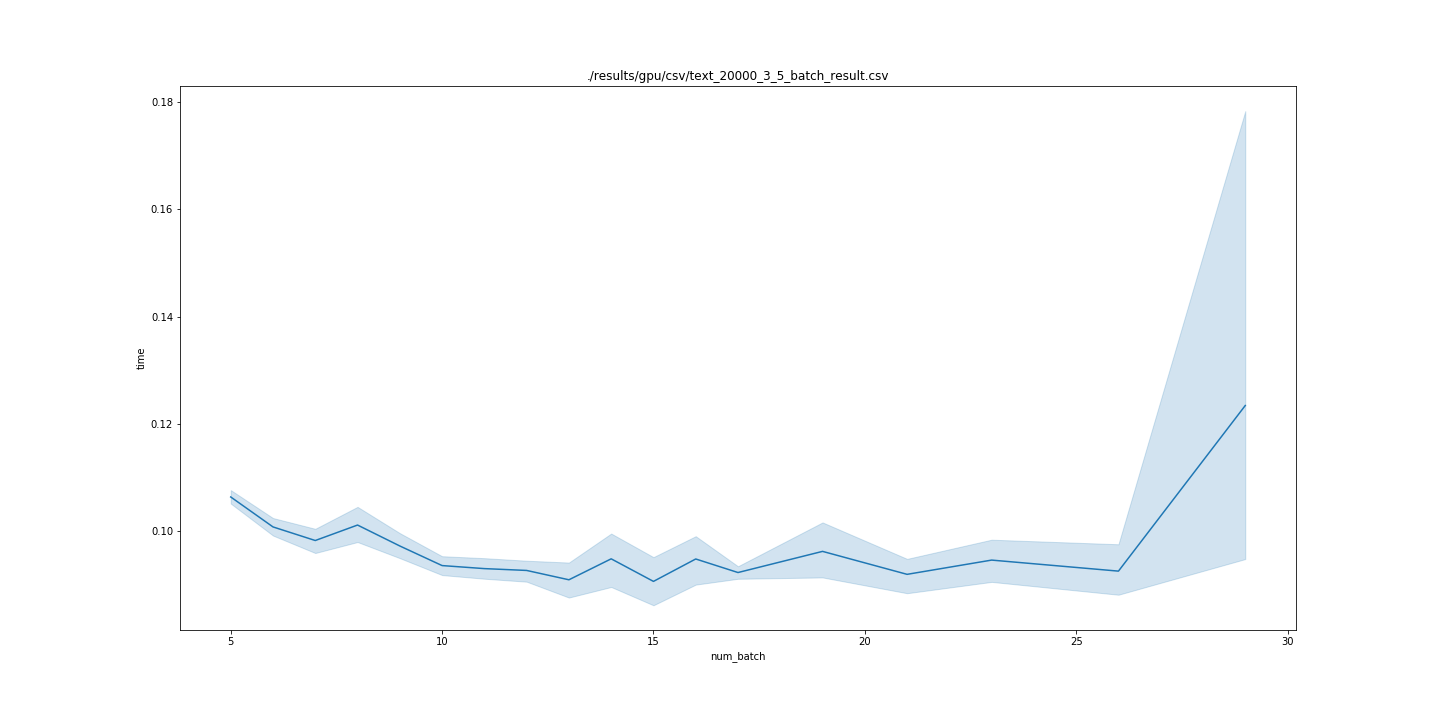 ./results/gpu/csv/text_20000_3_5_batch_result.csv
0.18
0.16
0.14
0.12
0.10
time
5 10 15 20 25 30
num_batch